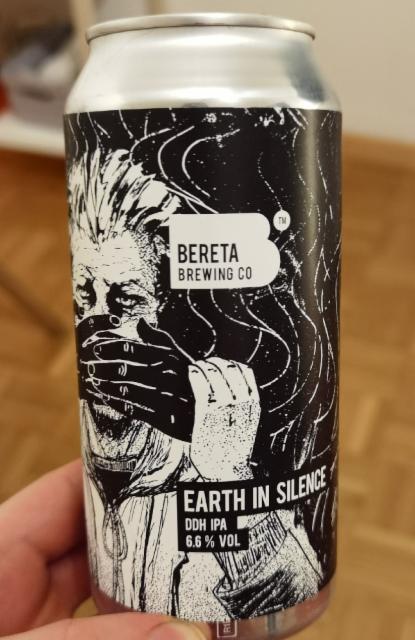 TM
BERETA
BREWING CO
EARTH IN SILENCE
DDH IPA
6.6 % VOL